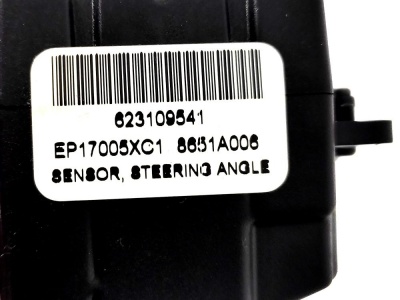 623109541
EP17005XC1 8651A006
SENSOR, STEERING ANGLE